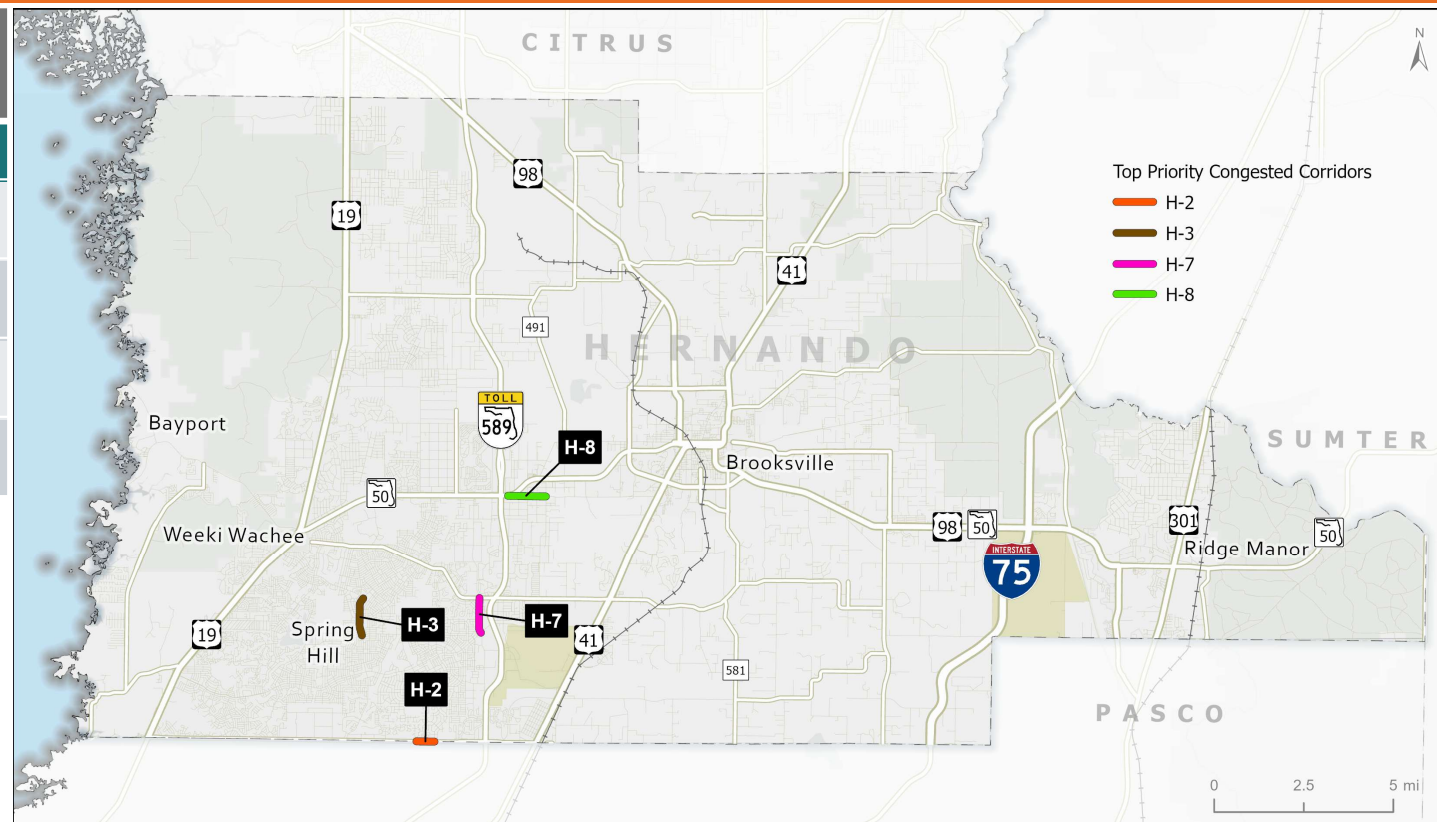 CITRUS
N
98
Top Priority Congested Corridors
H-2
19
H-3
41
H-7
H-8
491
HERNANDO
TOLL
589
Bayport
H-8
SUMTER
Brooksville
50
98
50
301
50
Weeki Wachee
Ridge Manor
INTERSTATE
75
H-3
H-7
19
Spring
Hill
41
581
H-2
PASCO
0 2.5 5 mi